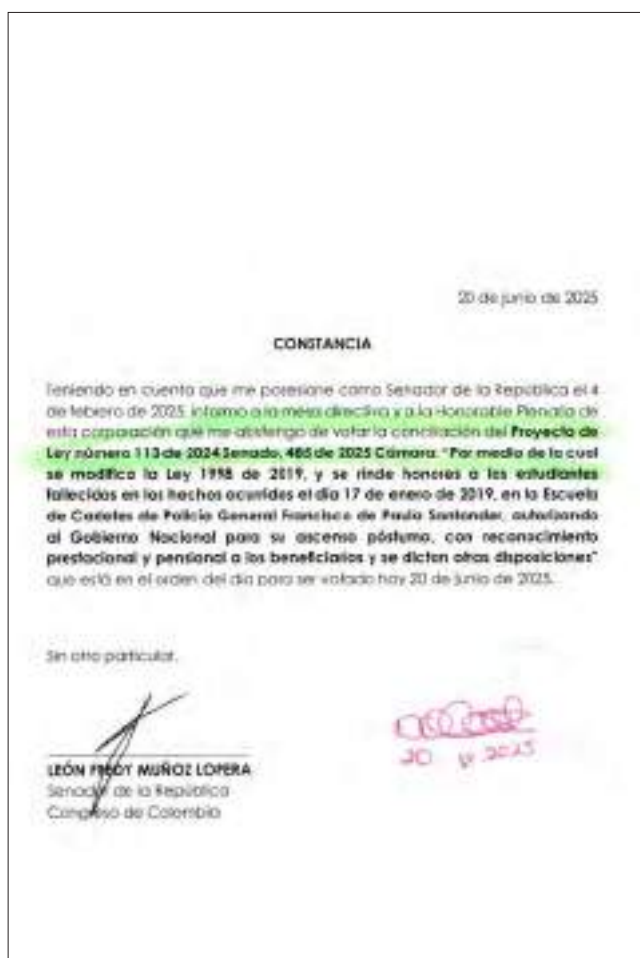 20 de junio de 2025
CONSTANCIA
Teniendo en cuenta que me posesione como Senador de la República el 4
de febrero de 2025, informo a la mesa directiva y a la Honorable Plenaria de
esta corporación que me abstengo de votar la conciliación del Proyecto de
Ley número 113 de 2024 Senado, 486 de 2025 Cámara. "Por medio de la cual
se modifica la Ley 1998 de 2019, y se rinde honores a los estudiantes
fallecidos en los hechos ocurridos el día 17 de enero de 2019, en la Escuela
de Cadetes de Policía General Francisco de Paula Santander, autorizando
al Gobierno Nacional para su ascenso póstumo, con reconocimiento
prestacional y pensional a los beneficiarios y se dictan otras disposiciones"
que está en el orden del día para ser votado hoy 20 de junio de 2025.
Sin otro particular,
LEÓN FREDY MUÑOZ LOPERA
Senador de la República
Congreso de Colombia
20 2025